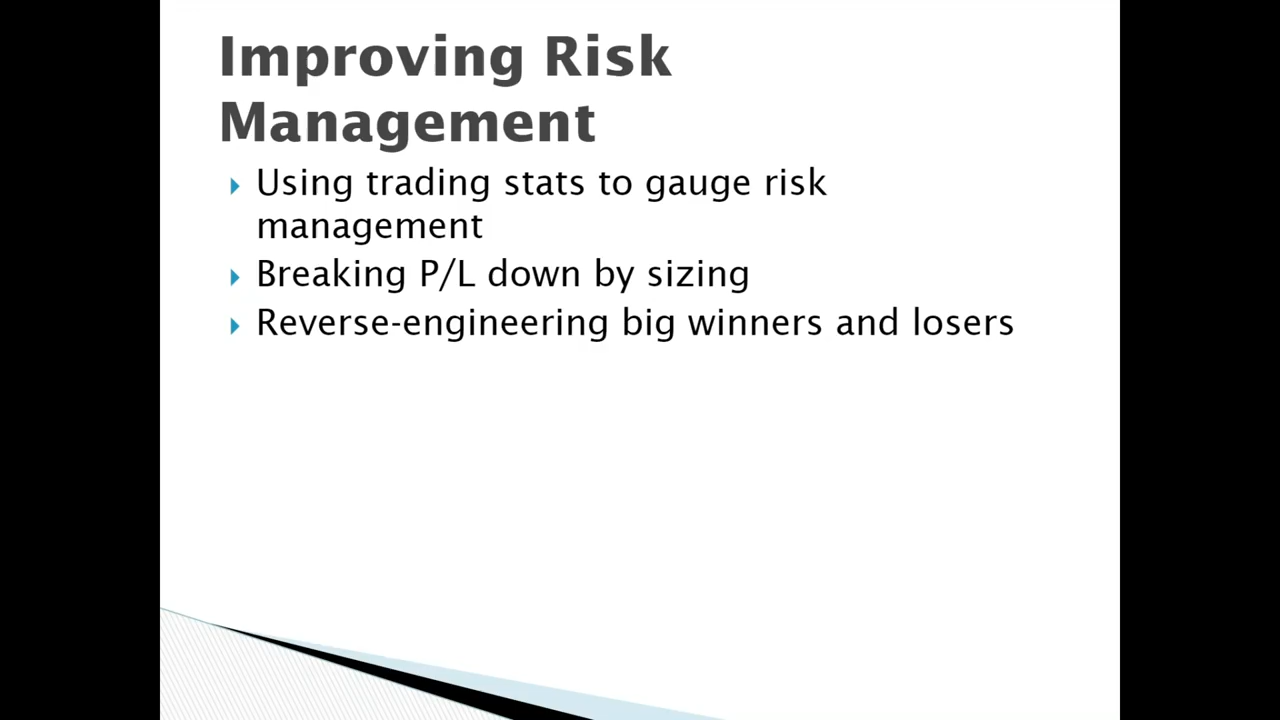 Improving Risk
Management
Using trading stats to gauge risk
management
Breaking P/L down by sizing
Reverse-engineering big winners and losers